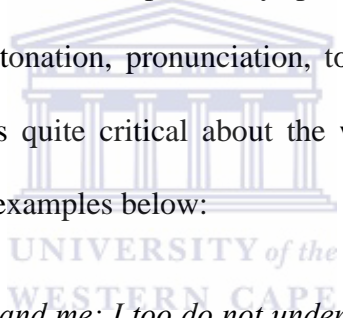 tonation, pronunciation, to
s quite critical about the
examples below:
UNIVERSITY of the
WESTERN CAPE
and me: I too do not under